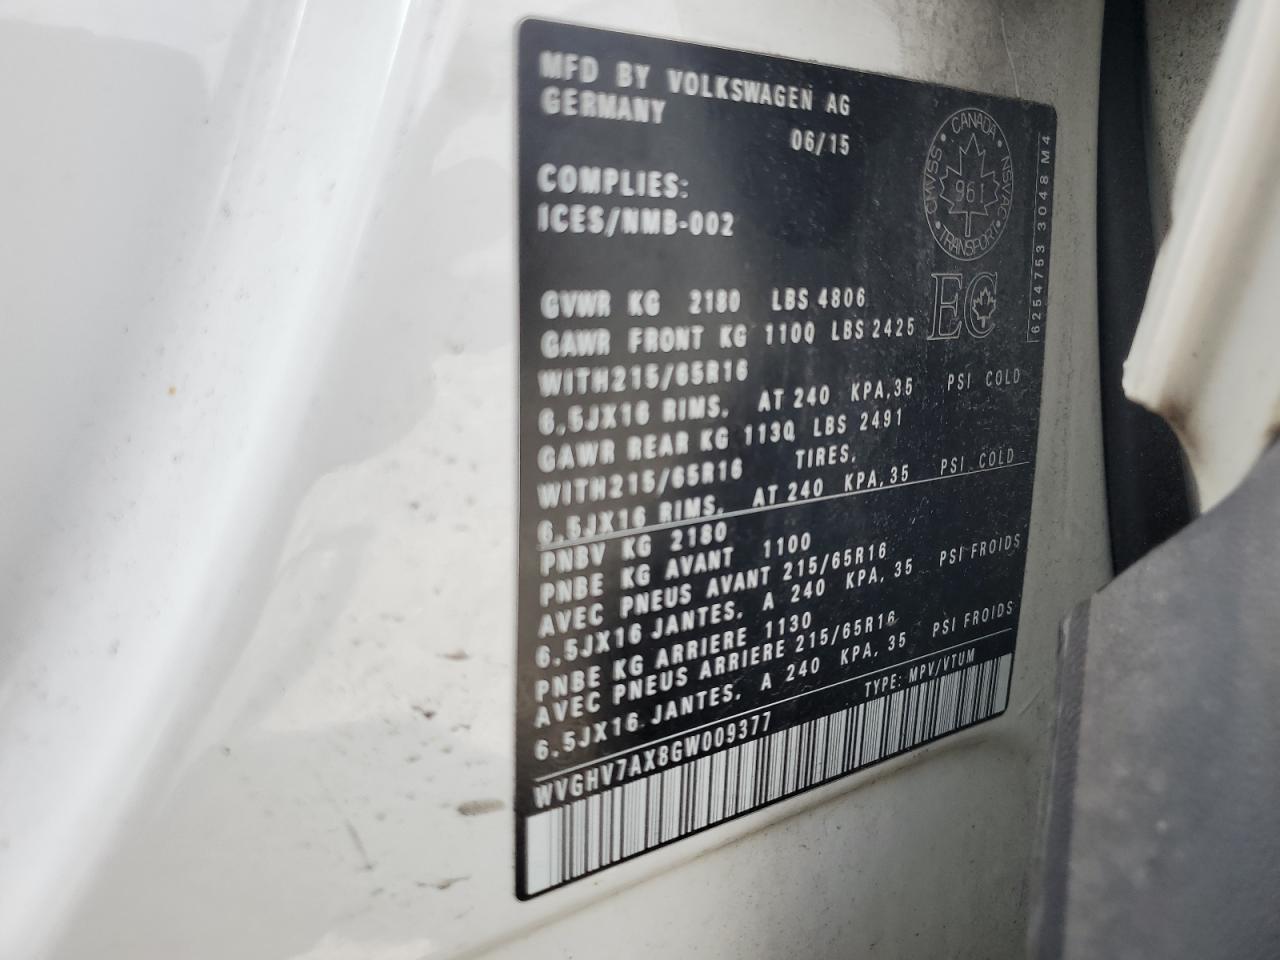 MFD BY VOLKSWAGEN AG
GERMANY
06/15
COMPLIES:
ICES/NMB-002
CANADA
CMVSS
NSVAC
961
TRANSPORT
EC
6254753 3048 M4
GVWR KG 2180 LBS 4806
GAWR FRONT KG 1100 LBS 2425
WITH215/65R16
6,5JX16 RIMS, AT 240 KPA,35 PSI COLD
GAWR REAR KG 1130 LBS 2491
WITH215/65R16 TIRES,
6,5JX16 RIMS, AT 240 KPA,35 PSI COLD
PNBV KG 2180
PNBE KG AVANT 1100
AVEC PNEUS AVANT 215/65R16
6,5JX16 JANTES, A 240 KPA, 35 PSI FROIDS
PNBE KG ARRIERE 1130
AVEC PNEUS ARRIERE 215/65R16
6.5JX16 JANTES, A 240 KPA, 35 PSI FROIDS
WVGHV7AX8GW009377 TYPE: MPV/VTUM